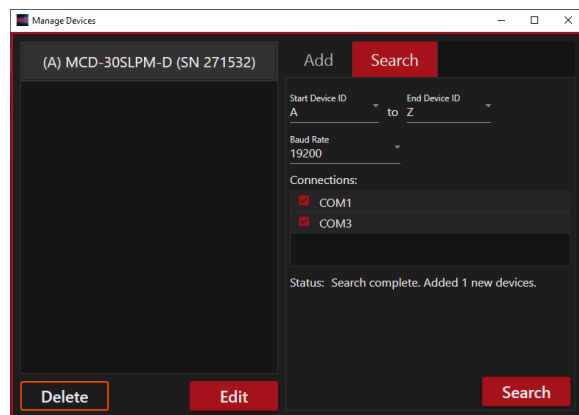 Manage Devices
(A) MCD-30SLPM-D (SN 271532)
Add Search
Start Device ID End Device ID
A to Z
Baud Rate
19200
Connections:
COM1
COM3
Status: Search complete. Added 1 new devices.
Delete Edit Search